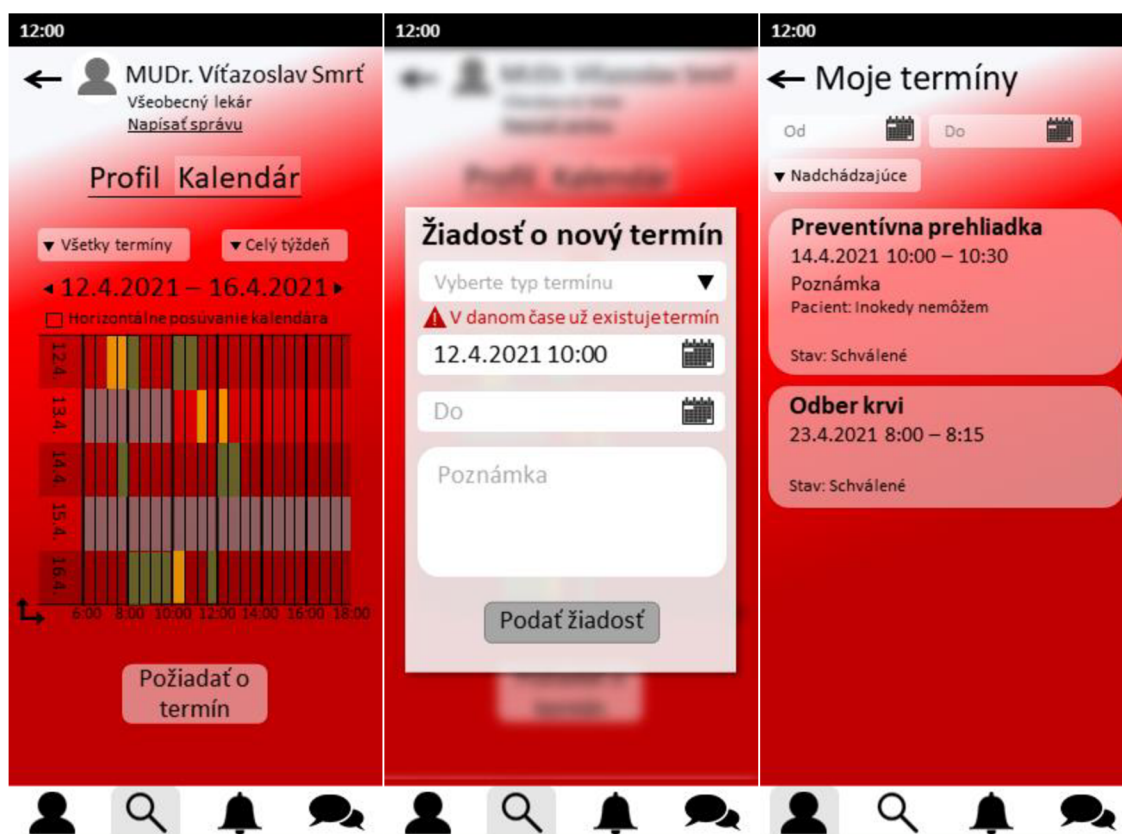 12:00
MUDr. Víťazoslav Smrť
Všeobecný lekár
Napísať správu
Profil Kalendár
Všetky termíny
Celý týždeň
12.4.2021 – 16.4.2021
Horizontálne posúvanie kalendára
12.4.
13.4.
14.4.
15.4.
16.4.
6:00 8:00 10:00 12:00 14:00 16:00 18:00
Požiadať o
termín
12:00
Žiadosť o nový termín
Vyberte typ termínu
V danom čase už existuje termín
12.4.2021 10:00
Do
Poznámka
Podať žiadosť
12:00
Moje termíny
Od
Do
Nadchádzajúce
Preventívna prehliadka
14.4.2021 10:00 – 10:30
Poznámka
Pacient: Inokedy nemôžem
Stav: Schválené
Odber krvi
23.4.2021 8:00 – 8:15
Stav: Schválené